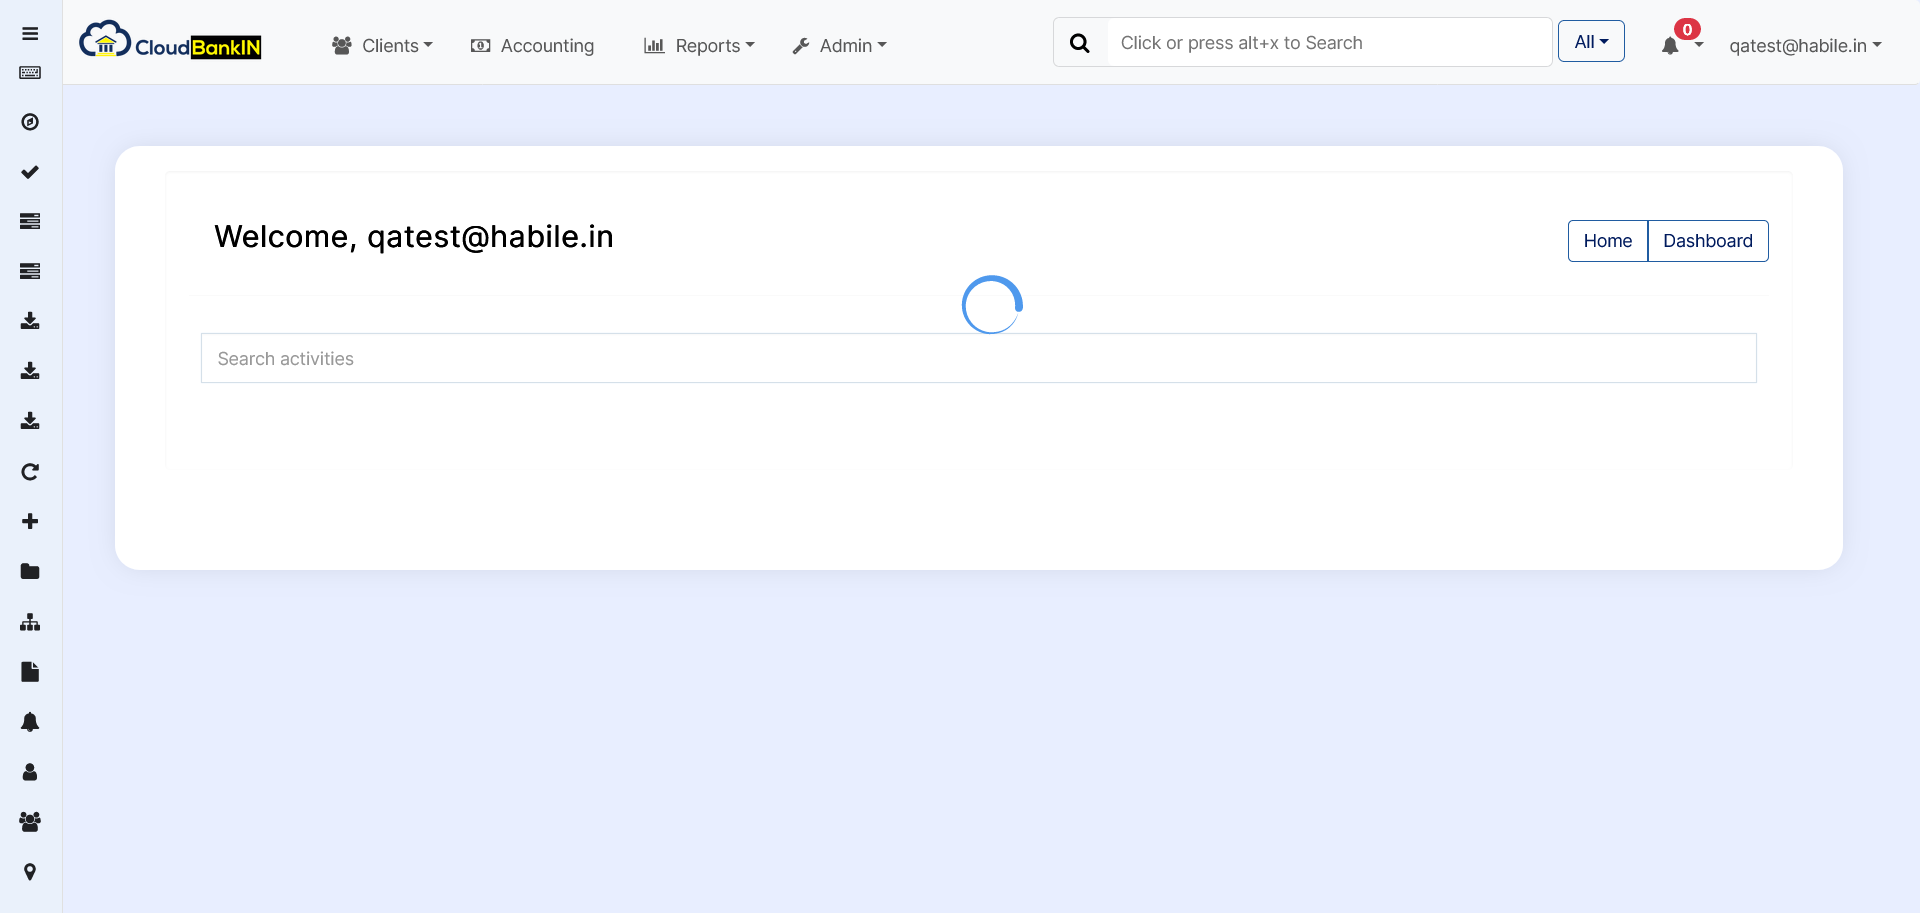 CloudBankIN
Clients
Accounting
Reports
Admin
Click or press alt+x to Search
All
0
qatest@habile.in
Welcome, qatest@habile.in
Home
Dashboard
Search activities